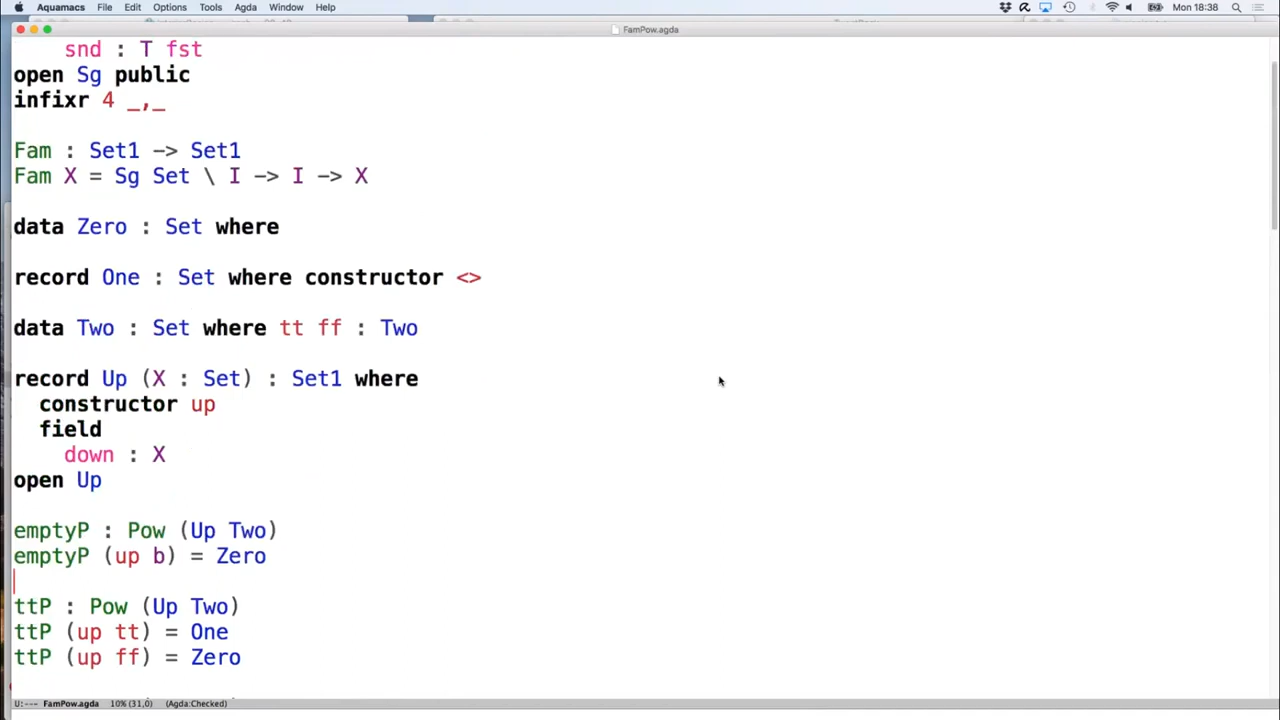 Aquamacs File Edit Options Tools Agda Window Help Mon 18:38
FamPow.agda
snd : T fst
open Sg public
infixr 4 _,_
Fam : Set1 -> Set1
Fam X = Sg Set \ I -> I -> X
data Zero : Set where
record One : Set where constructor <>
data Two : Set where tt ff : Two
record Up (X : Set) : Set1 where
constructor up
field
down : X
open Up
emptyP : Pow (Up Two)
emptyP (up b) = Zero
ttP : Pow (Up Two)
ttP (up tt) = One
ttP (up ff) = Zero
U:--- FamPow.agda 10% (31,0) (Agda:Checked)